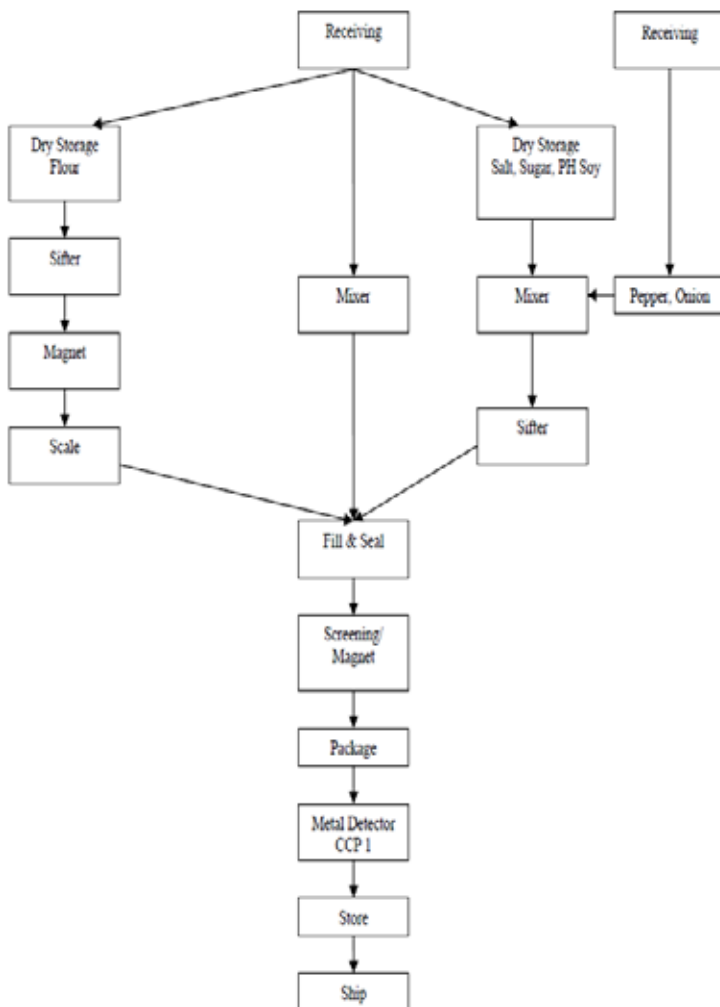 Receiving
Receiving
Dry Storage
Flour
Dry Storage
Salt, Sugar, PH Soy
Sifter
Mixer
Mixer
Pepper, Onion
Magnet
Scale
Sifter
Fill & Seal
Screening/
Magnet
Package
Metal Detector
CCP 1
Store
Ship